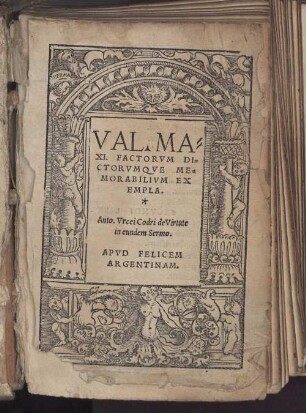 VAL. MA-
XI. FACTORVM DI-
CTORVMQVE ME-
MORABILIVM EX
EMPLA.
Anto. Vrcei Codri de Virtute
in eundem Sermo.
APVD FELICEM
ARGENTINAM.